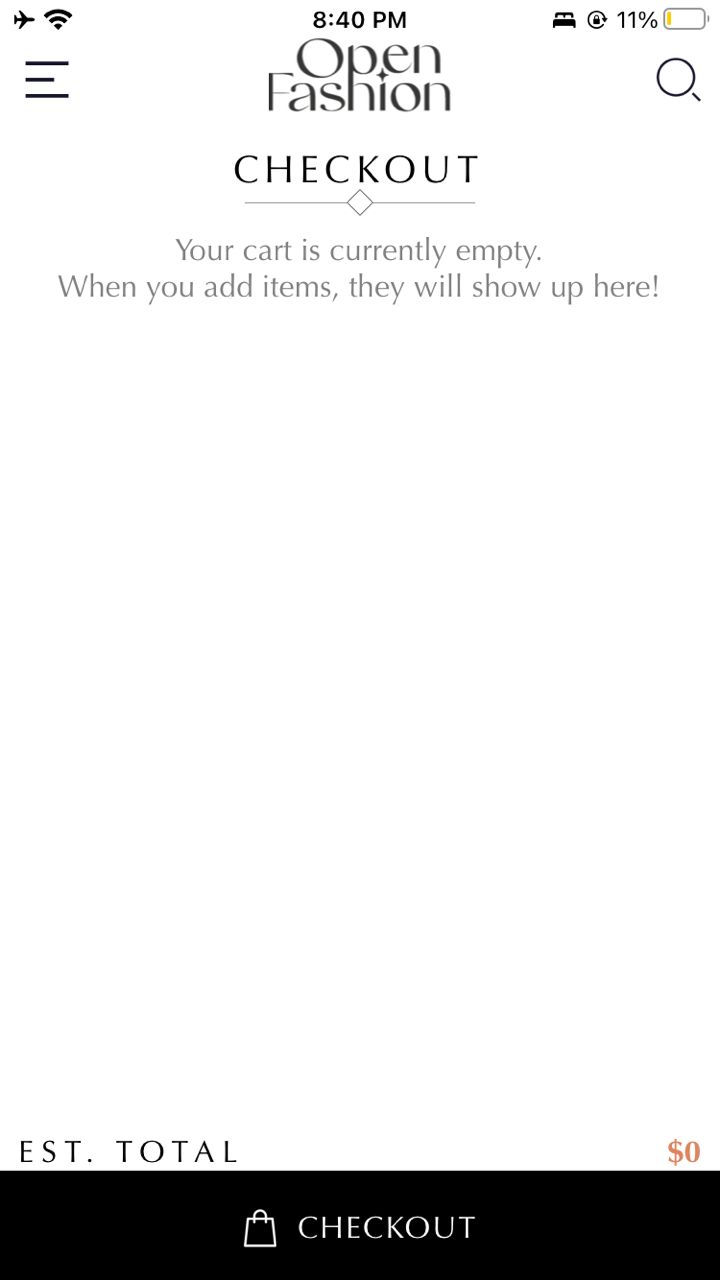 8:40 PM
11%
Open
Fashion
CHECKOUT
Your cart is currently empty.
When you add items, they will show up here!
EST. TOTAL
$0
CHECKOUT